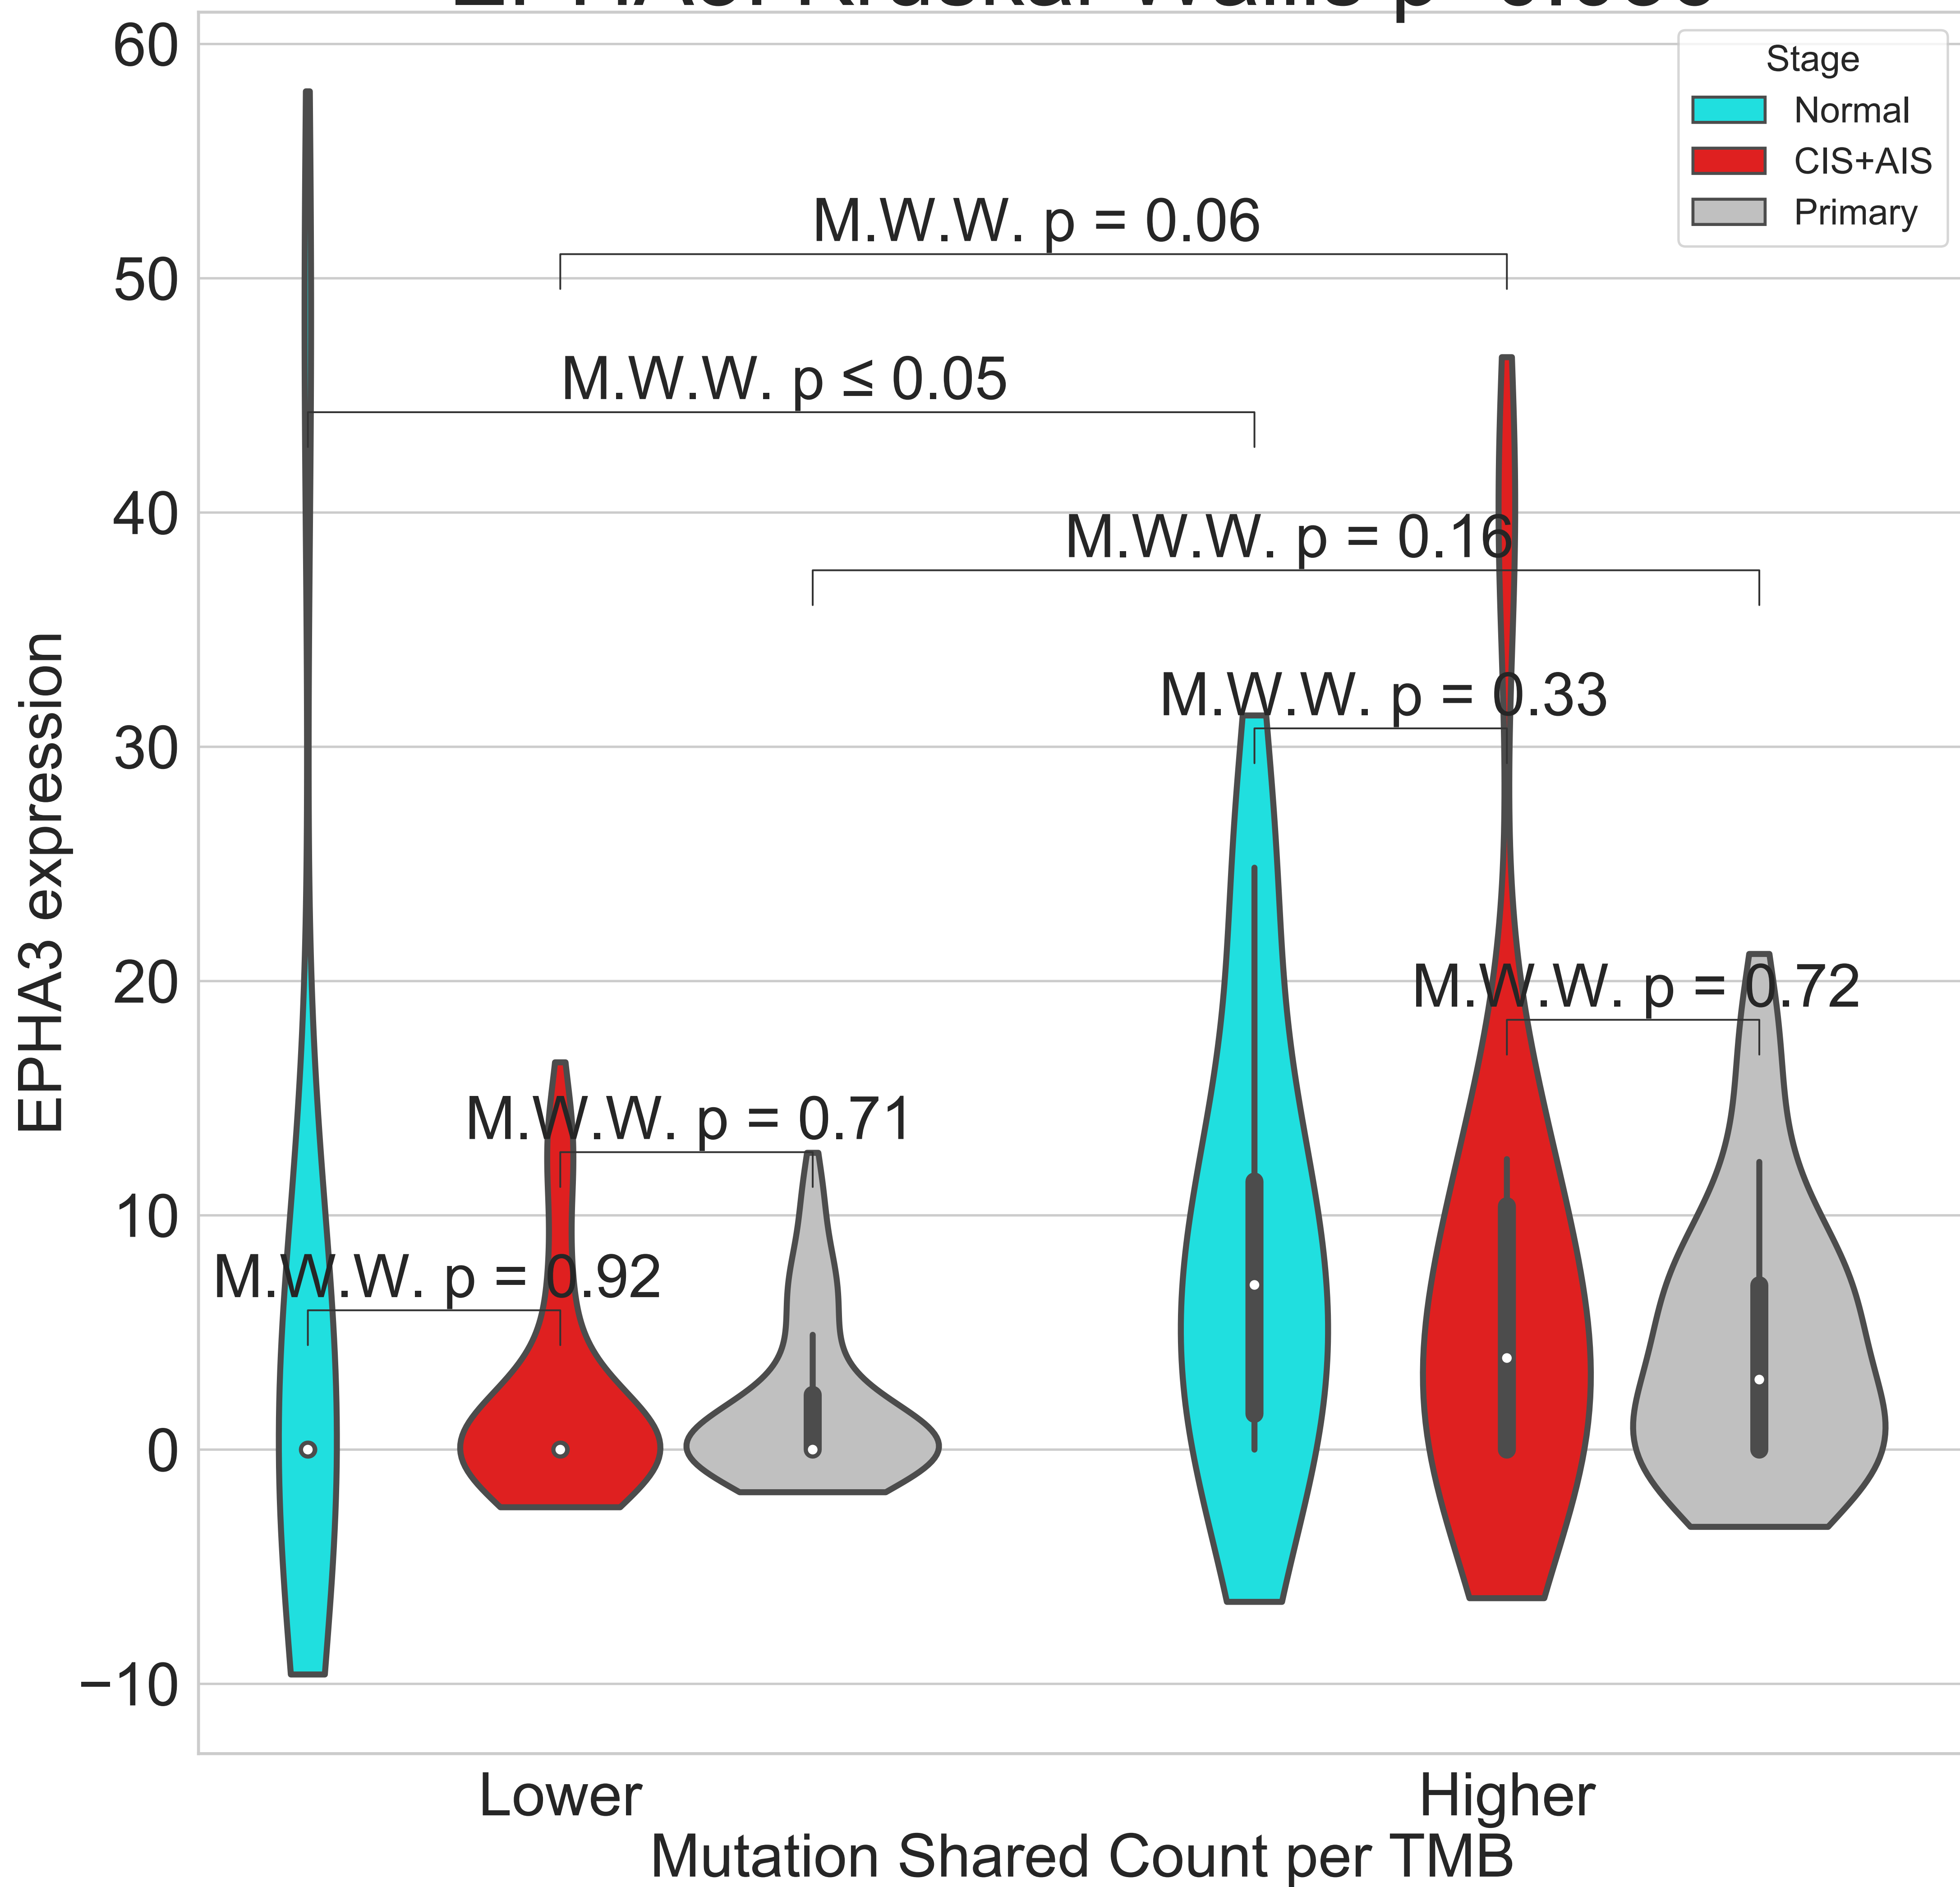 60
50
40
30
20
10
0
−10
EPHA3 expression
Stage
Normal
CIS+AIS
Primary
M.W.W. p = 0.06
M.W.W. p ≤ 0.05
M.W.W. p = 0.16
M.W.W. p = 0.33
M.W.W. p = 0.72
M.W.W. p = 0.71
M.W.W. p = 0.92
Lower
Higher
Mutation Shared Count per TMB